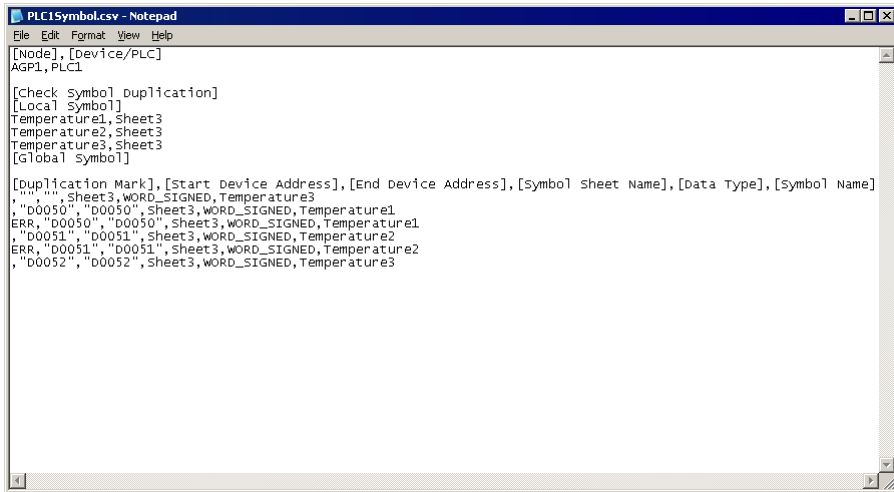 PLC1Symbol.csv - Notepad
File Edit Format View Help
[Node],[Device/PLC]
AGP1,PLC1
[Check Symbol Duplication]
[Local Symbol]
Temperature1,Sheet3
Temperature2,Sheet3
Temperature3,Sheet3
[Global Symbol]
[Duplication Mark],[Start Device Address],[End Device Address],[Symbol Sheet Name],[Data Type],[Symbol Name]
,"","",Sheet3,WORD_SIGNED,Temperature3
,"D0050","D0050",Sheet3,WORD_SIGNED,Temperature1
ERR,"D0050","D0050",Sheet3,WORD_SIGNED,Temperature1
,"D0051","D0051",Sheet3,WORD_SIGNED,Temperature2
ERR,"D0051","D0051",Sheet3,WORD_SIGNED,Temperature2
,"D0052","D0052",Sheet3,WORD_SIGNED,Temperature3